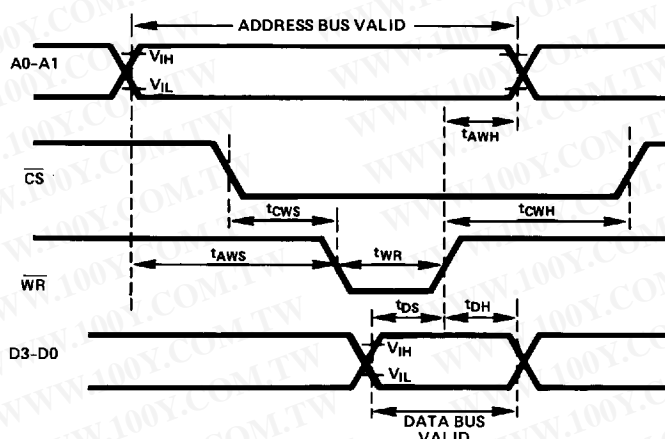 ADDRESS BUS VALID
A0-A1
VIH
VIL
tAWH
CS
tCWS
tCWH
tAWS
tWR
WR
tDS
tDH
D3-D0
VIH
VIL
DATA BUS
VALID
WWW.100Y.COM.TW